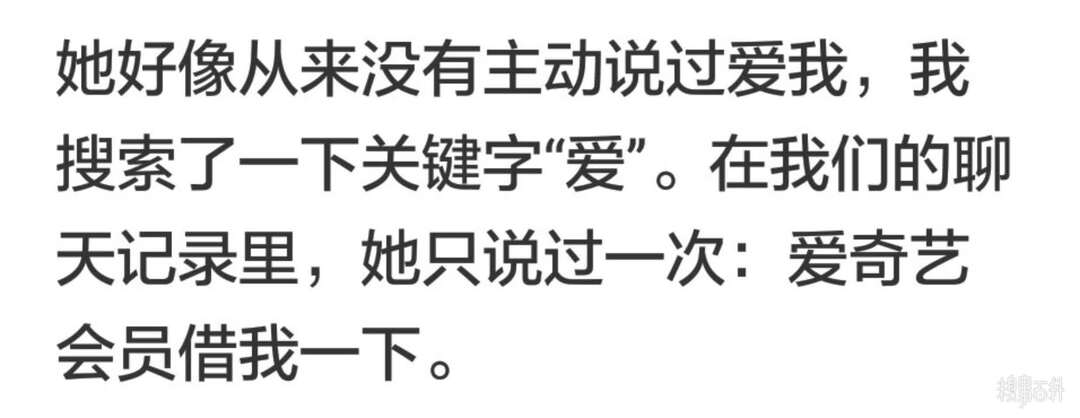 她好像从来没有主动说过爱我，我
搜索了一下关键字“爱”。在我们的聊
天记录里，她只说过一次：爱奇艺
会员借我一下。